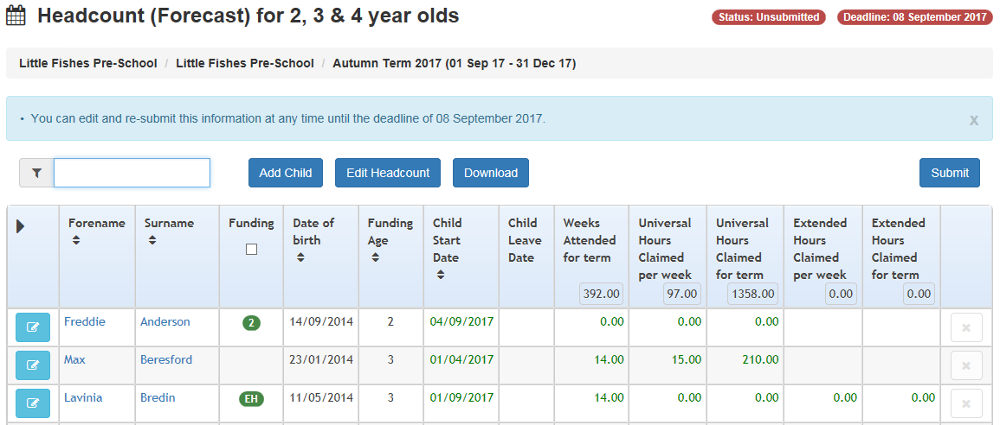 Headcount (Forecast) for 2, 3 & 4 year olds
Status: Unsubmitted
Deadline: 08 September 2017
Little Fishes Pre-School / Little Fishes Pre-School / Autumn Term 2017 (01 Sep 17 - 31 Dec 17)
• You can edit and re-submit this information at any time until the deadline of 08 September 2017.
x
Add Child
Edit Headcount
Download
Submit
Forename
Surname
Funding
Date of
birth
Funding
Age
Child
Start
Date
Child
Leave
Date
Weeks
Attended
for term
392.00
Universal
Hours
Claimed
per week
97.00
Universal
Hours
Claimed
for term
1358.00
Extended
Hours
Claimed
per week
0.00
Extended
Hours
Claimed
for term
0.00
Freddie Anderson 2 14/09/2014 2 04/09/2017 0.00 0.00 0.00
Max Beresford 23/01/2014 3 01/04/2017 14.00 15.00 210.00
Lavinia Bredin EH 11/05/2014 3 01/09/2017 14.00 0.00 0.00 0.00 0.00